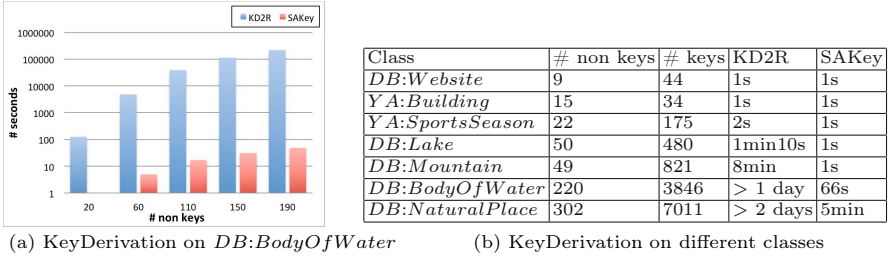 KD2R SAKey
1000000
100000
10000
1000
100
10
1
# seconds
20 60 110 150 190
# non keys
(a) KeyDerivation on DB:BodyOfWater
Class # non keys # keys KD2R SAKey
DB:Website 9 44 1s 1s
YA:Building 15 34 1s 1s
YA:SportsSeason 22 175 2s 1s
DB:Lake 50 480 1min10s 1s
DB:Mountain 49 821 8min 1s
DB:BodyOfWater 220 3846 > 1 day 66s
DB:NaturalPlace 302 7011 > 2 days 5min
(b) KeyDerivation on different classes